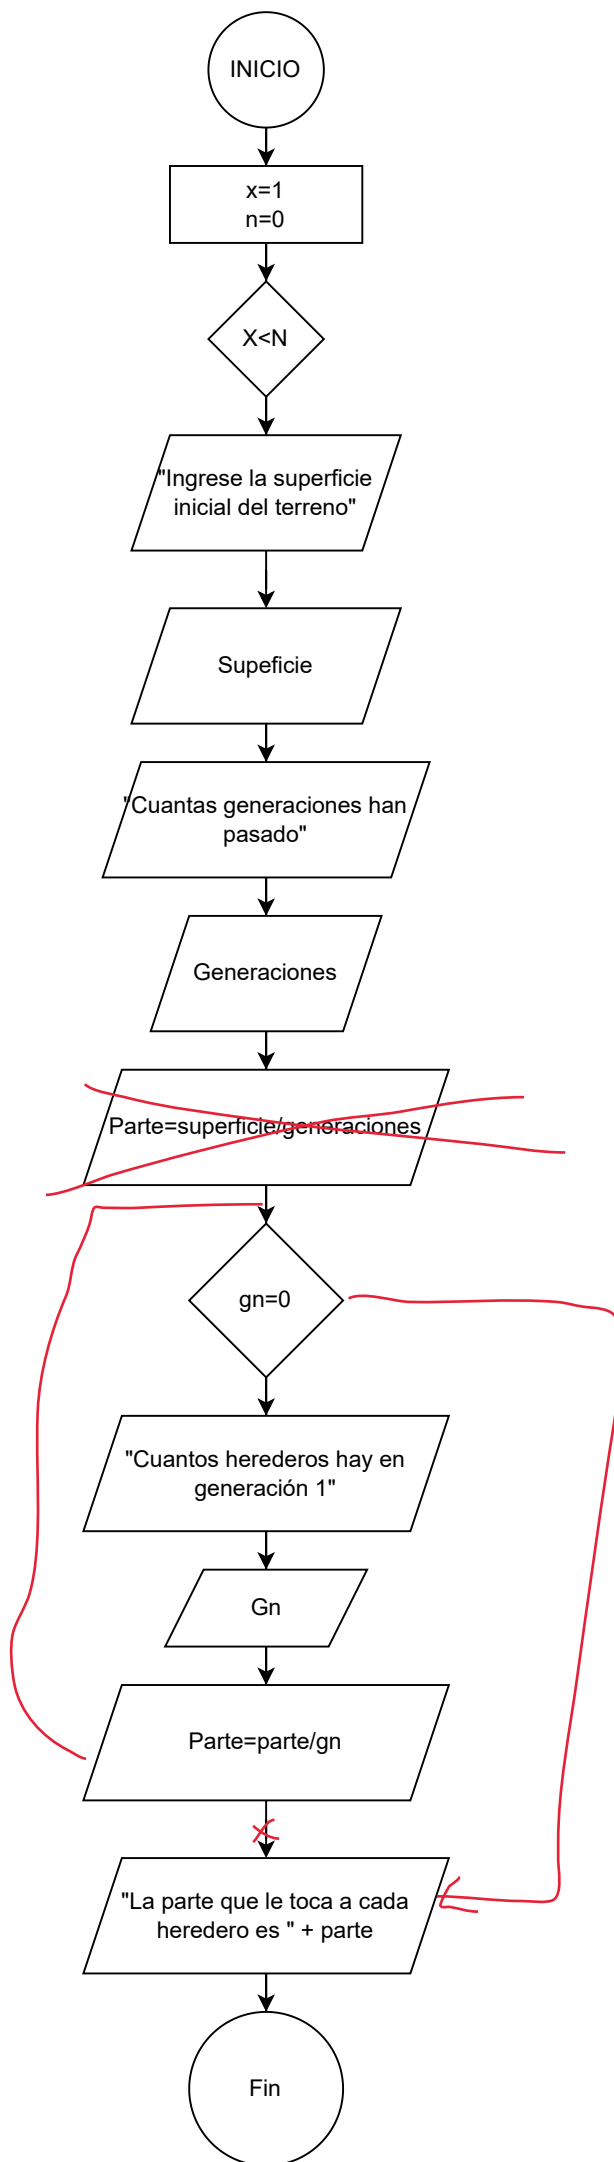 INICIO
x=1
n=0
X<N
"Ingrese la superficie
inicial del terreno"
Supeficie
"Cuantas generaciones han
pasado"
Generaciones
Parte=superficie/generaciones
gn=0
"Cuantos herederos hay en
generación 1"
Gn
Parte=parte/gn
"La parte que le toca a cada
heredero es " + parte
Fin